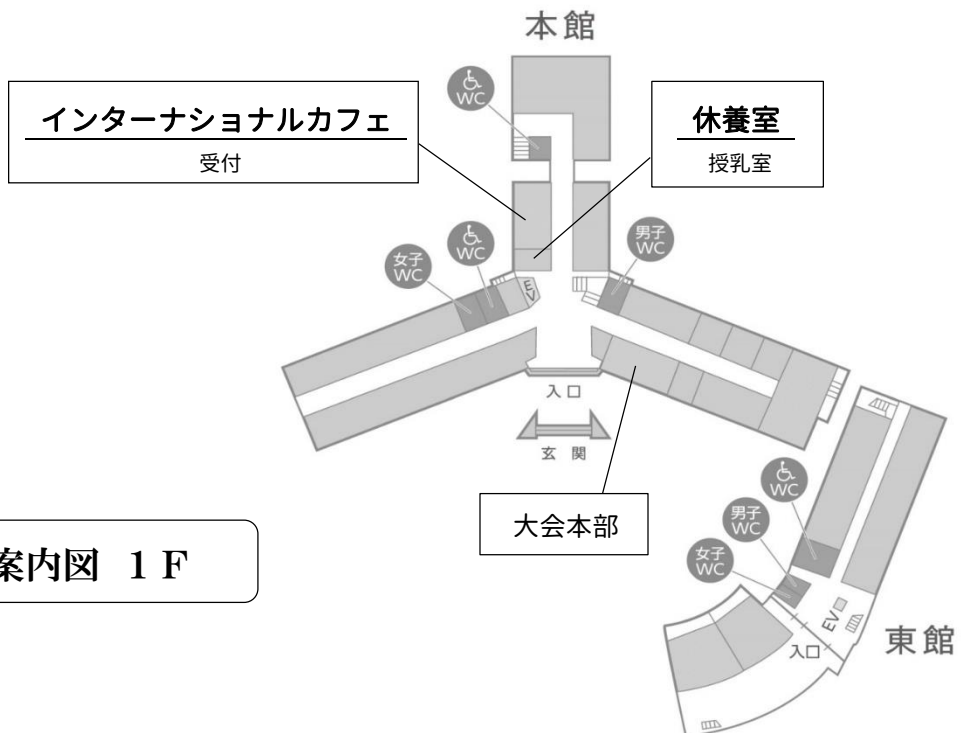 本館
WC
インターナショナルカフェ
受付
休養室
授乳室
女子
WC
WC
男子
WC
EV
入口
玄関
大会本部
WC
男子
WC
女子
WC
案内図 1F
EV
入口
東館